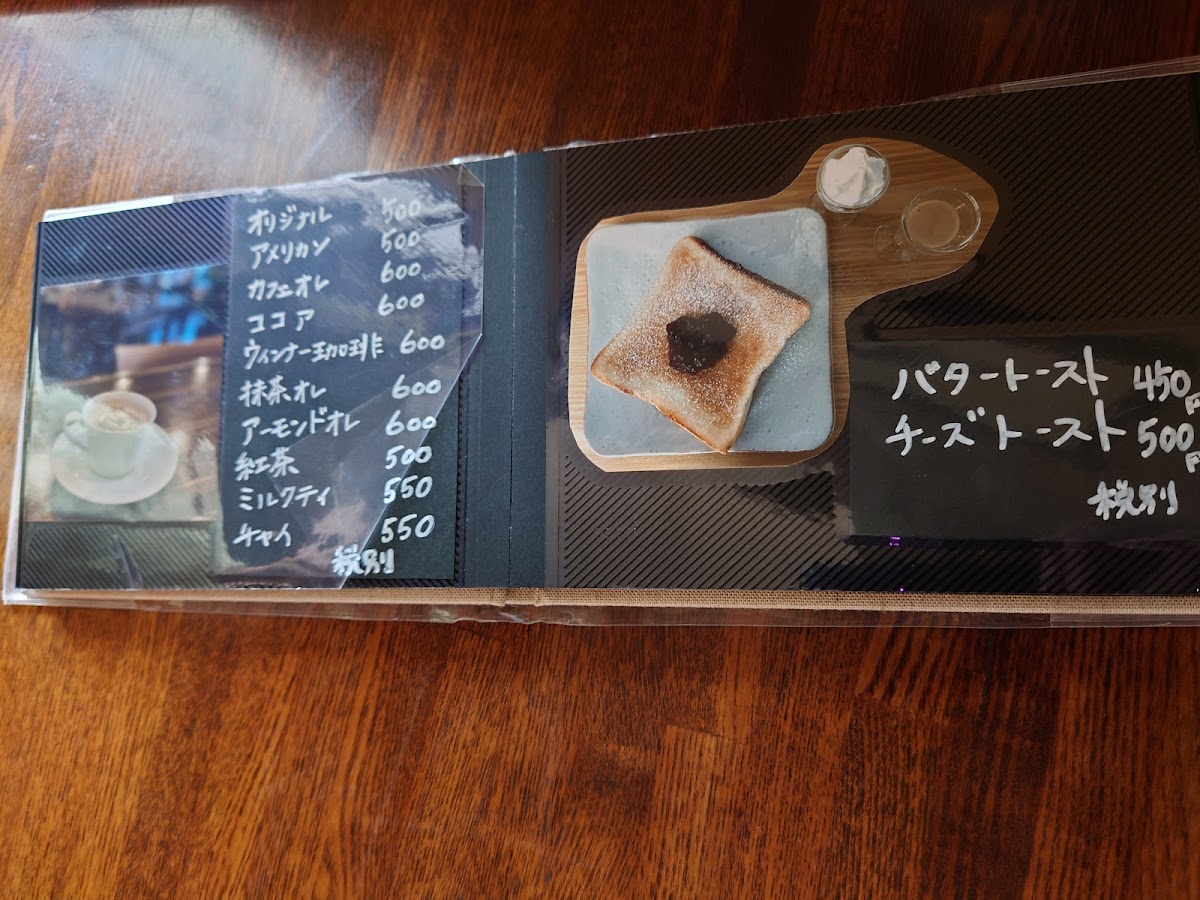 オリジナル 500
アメリカン 500
カフェオレ 600
ココア 600
ウィンナー珈琲 600
抹茶オレ 600
アーモンドオレ 600
紅茶 500
ミルクティ 550
チャイ 550
税別
バタートースト 450円
チーズトースト 500円
税別